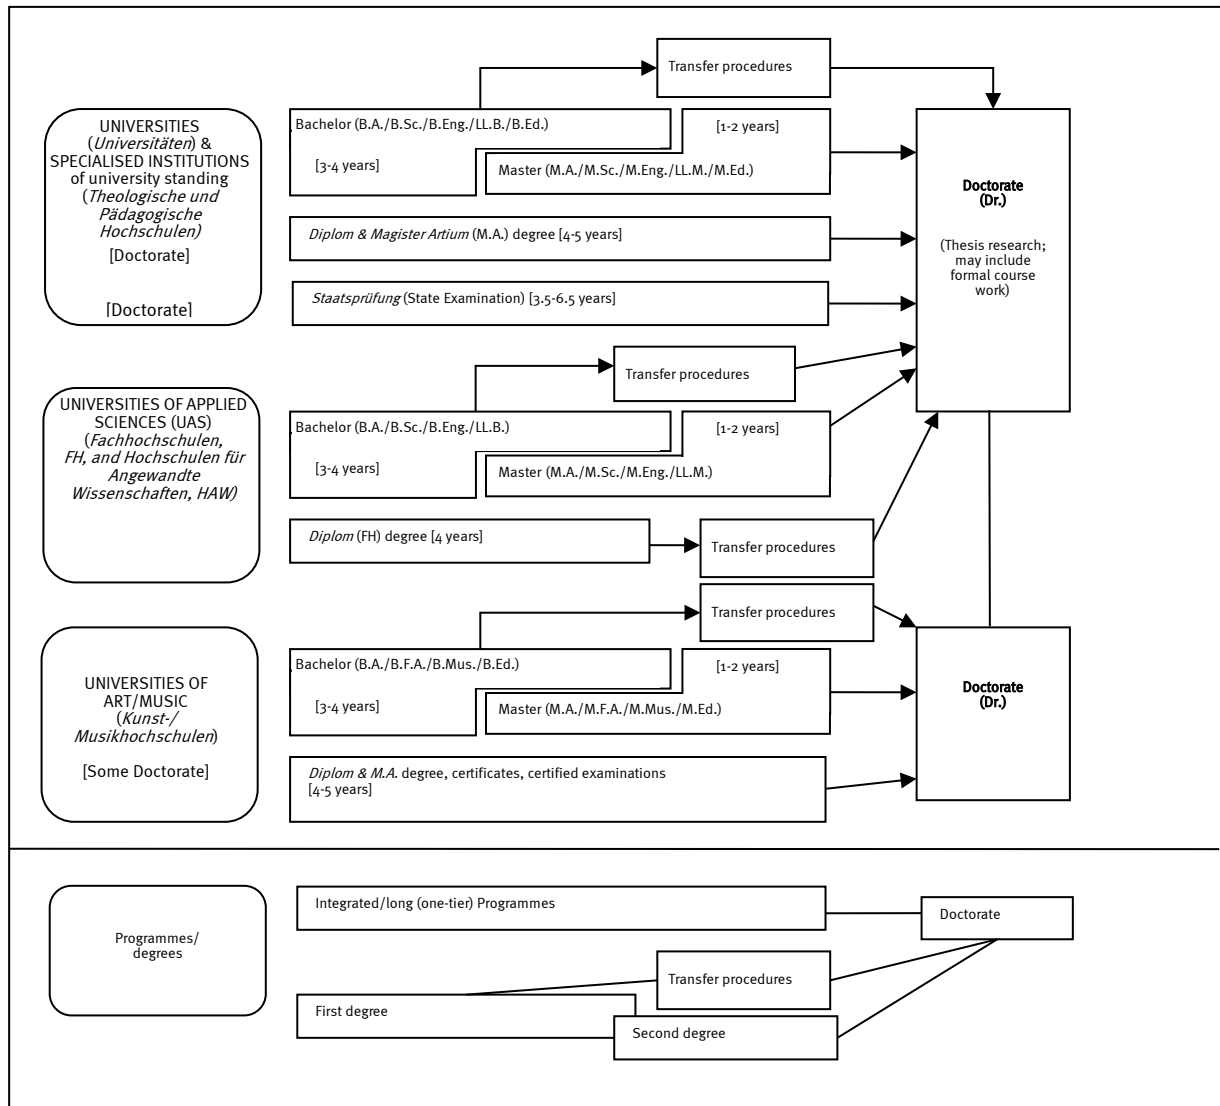 Transfer procedures
UNIVERSITIES
(Universitäten) &
SPECIALISED INSTITUTIONS
of university standing
(Theologische und
Pädagogische
Hochschulen)
[Doctorate]
[Doctorate]
Bachelor (B.A./B.Sc./B.Eng./LL.B./B.Ed.)
[3-4 years]
[1-2 years]
Master (M.A./M.Sc./M.Eng./LL.M./M.Ed.)
Diplom & Magister Artium (M.A.) degree [4-5 years]
Staatsprüfung (State Examination) [3.5-6.5 years]
Doctorate
(Dr.)
(Thesis research;
may include
formal course
work)
Transfer procedures
UNIVERSITIES OF APPLIED
SCIENCES (UAS)
(Fachhochschulen,
FH, and Hochschulen für
Angewandte
Wissenschaften, HAW)
Bachelor (B.A./B.Sc./B.Eng./LL.B.)
[3-4 years]
[1-2 years]
Master (M.A./M.Sc./M.Eng./LL.M.)
Diplom (FH) degree [4 years]
Transfer procedures
Transfer procedures
UNIVERSITIES OF
ART/MUSIC
(Kunst-/
Musikhochschulen)
[Some Doctorate]
Bachelor (B.A./B.F.A./B.Mus./B.Ed.)
[3-4 years]
[1-2 years]
Master (M.A./M.F.A./M.Mus./M.Ed.)
Diplom & M.A. degree, certificates, certified examinations
[4-5 years]
Doctorate
(Dr.)
Programmes/
degrees
Integrated/long (one-tier) Programmes
Doctorate
Transfer procedures
First degree
Second degree